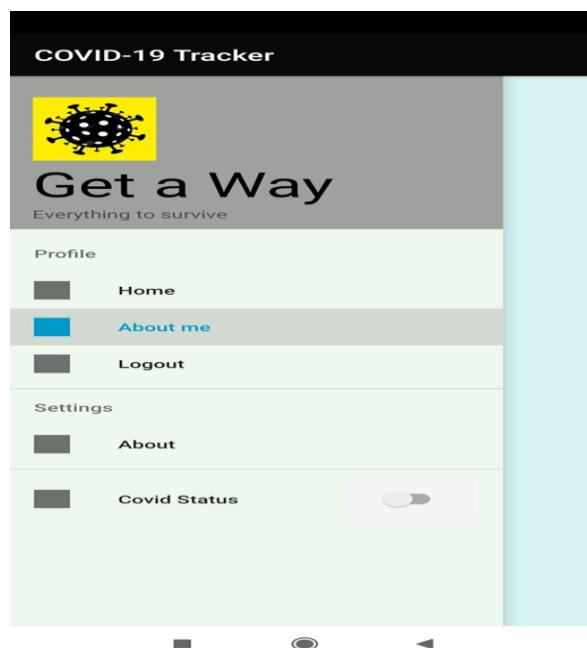 COVID-19 Tracker
Get a Way
Everything to survive
Profile
Home
About me
Logout
Settings
About
Covid Status